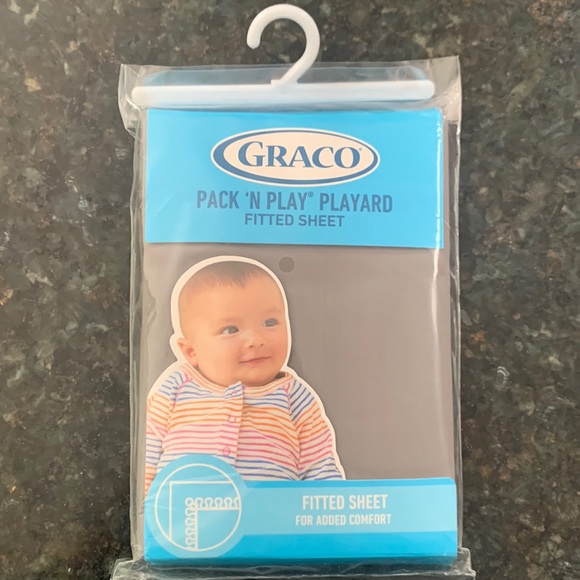 GRACO®
PACK 'N PLAY® PLAYARD
FITTED SHEET
FITTED SHEET
FOR ADDED COMFORT